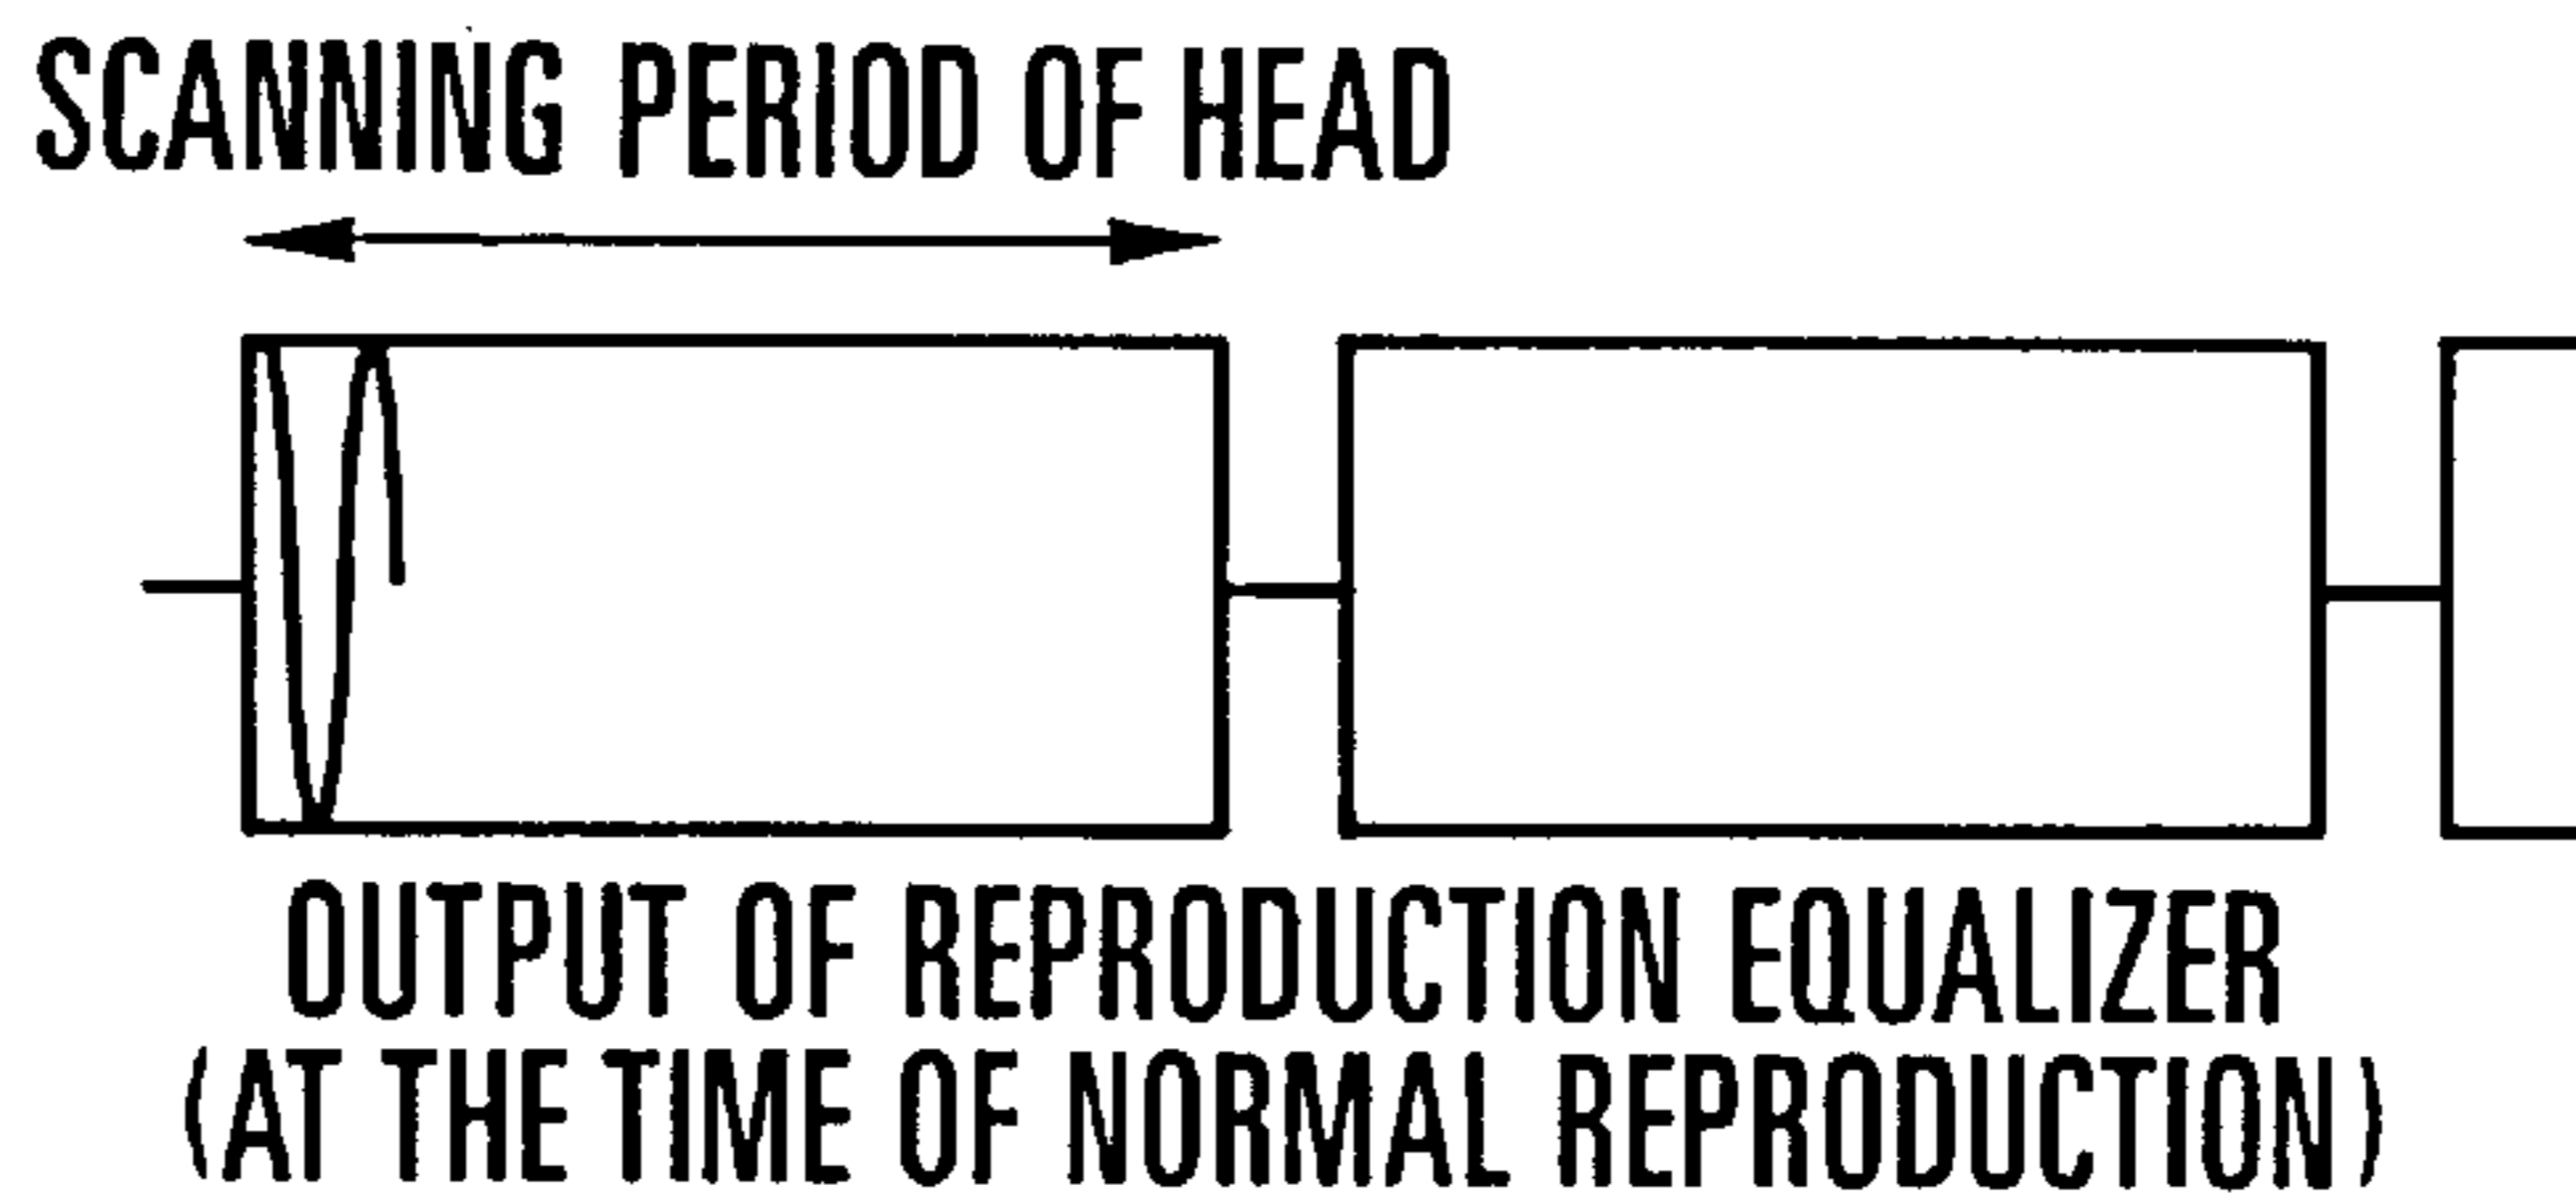 SCANNING PERIOD OF HEAD
OUTPUT OF REPRODUCTION EQUALIZER
(AT THE TIME OF NORMAL REPRODUCTION)